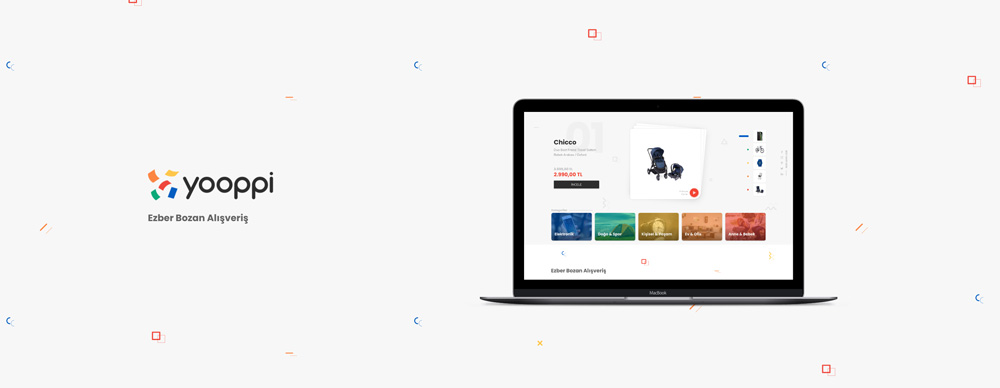 yooppi
Ezber Bozan Alışveriş
01
Chicco
2.990,00 TL
İNCELE
Elektronik
Doğa & Spor
Kişisel & Yaşam
Ev & Ofis
Anne & Bebek
Ezber Bozan Alışveriş
MacBook